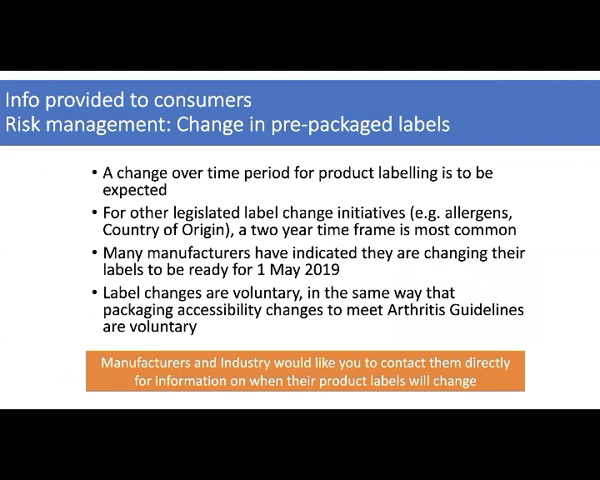 Info provided to consumers
Risk management: Change in pre-packaged labels
• A change over time period for product labelling is to be
expected
• For other legislated label change initiatives (e.g. allergens,
Country of Origin), a two year time frame is most common
• Many manufacturers have indicated they are changing their
labels to be ready for 1 May 2019
• Label changes are voluntary, in the same way that
packaging accessibility changes to meet Arthritis Guidelines
are voluntary
Manufacturers and Industry would like you to contact them directly
for information on when their product labels will change